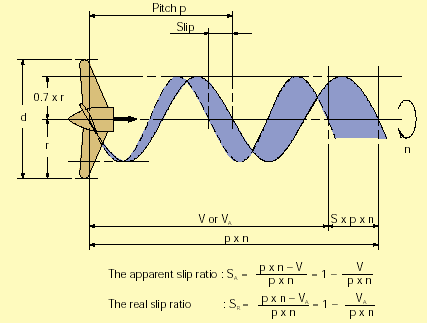 Pitch p
Slip
0.7 x r
d
r
n
V or V_A
S x p x n
p x n
The apparent slip ratio : S_A = p x n – V / p x n = 1 – V / p x n
The real slip ratio : S_R = p x n – V_A / p x n = 1 – V_A / p x n